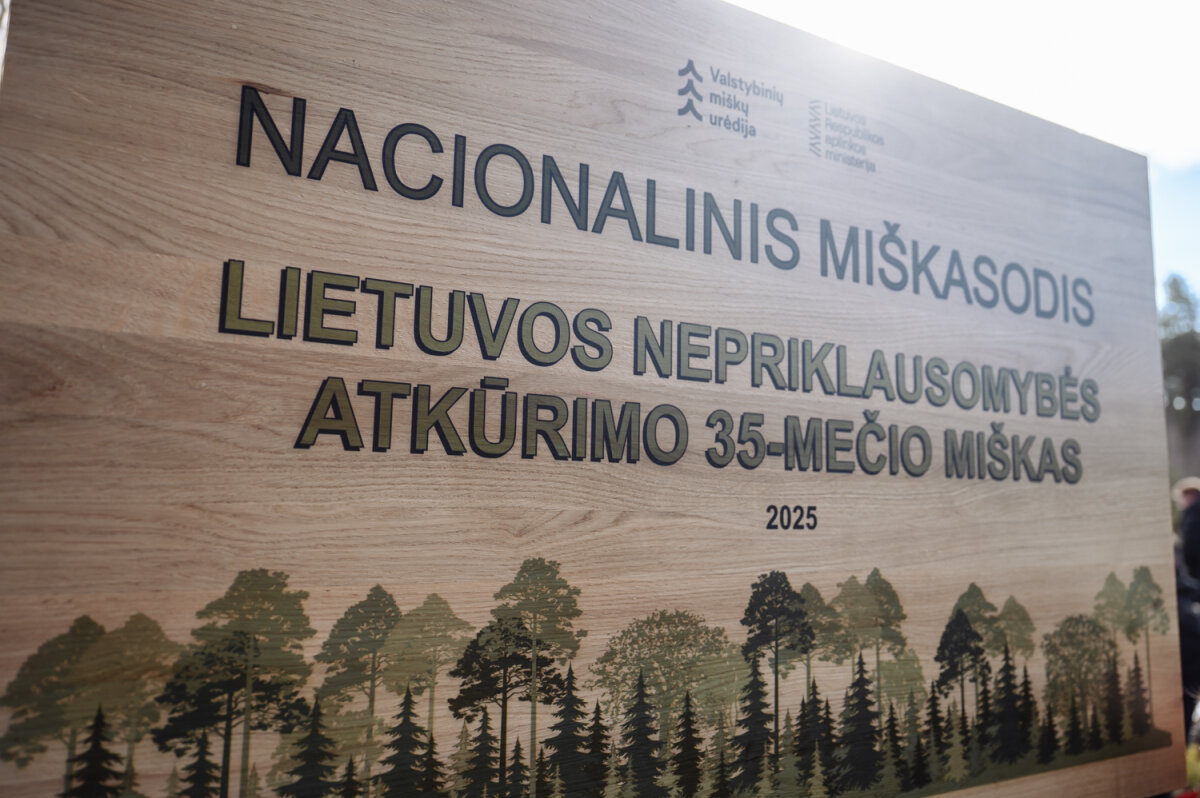 Valstybinių
miškų
urėdija
Lietuvos
Respublikos
aplinkos
ministerija
NACIONALINIS MIŠKASODIS
LIETUVOS NEPRIKLAUSOMYBĖS
ATKŪRIMO 35-MEČIO MIŠKAS
2025